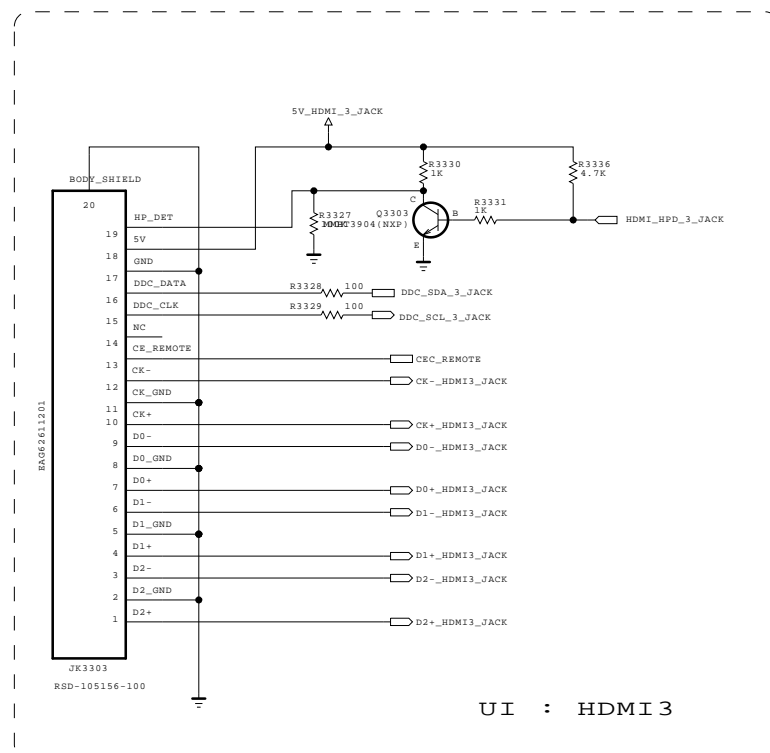 5V_HDMI_3_JACK
BODY_SHIELD
20
R3330
1K
R3336
4.7K
C
Q3303
MMBT3904(NXP)
B
E
R3331
1K
HDMI_HPD_3_JACK
R3327
HP_DET
19
5V
18
GND
17
DDC_DATA
R3328
100
DDC_SDA_3_JACK
16
DDC_CLK
R3329
100
DDC_SCL_3_JACK
15
NC
14
CE_REMOTE
CEC_REMOTE
13
CK-
CK-_HDMI3_JACK
12
CK_GND
11
CK+
CK+_HDMI3_JACK
10
D0-
D0-_HDMI3_JACK
9
D0_GND
8
D0+
D0+_HDMI3_JACK
7
D1-
D1-_HDMI3_JACK
6
D1_GND
5
D1+
D1+_HDMI3_JACK
4
D2-
D2-_HDMI3_JACK
3
D2_GND
2
D2+
D2+_HDMI3_JACK
1
EAG62611201
JK3303
RSD-105156-100
UI : HDMI3